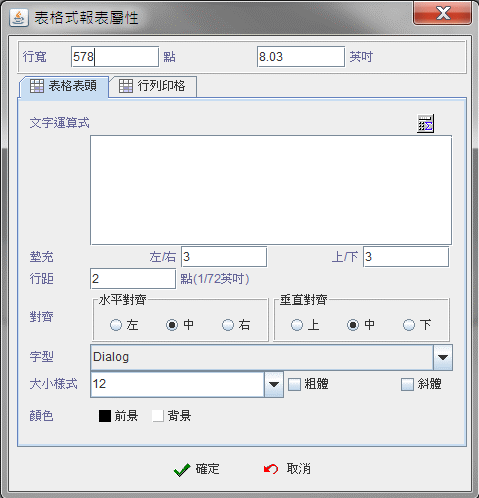 表格式報表屬性
行寬 578 點 8.03 英吋
表格表頭 行列印格
文字運算式
墊充 左/右 3 上/下 3
行距 2 點(1/72英吋)
對齊 水平對齊 垂直對齊
左 中 右 上 中 下
字型 Dialog
大小樣式 12 粗體 斜體
顏色 前景 背景
確定 取消